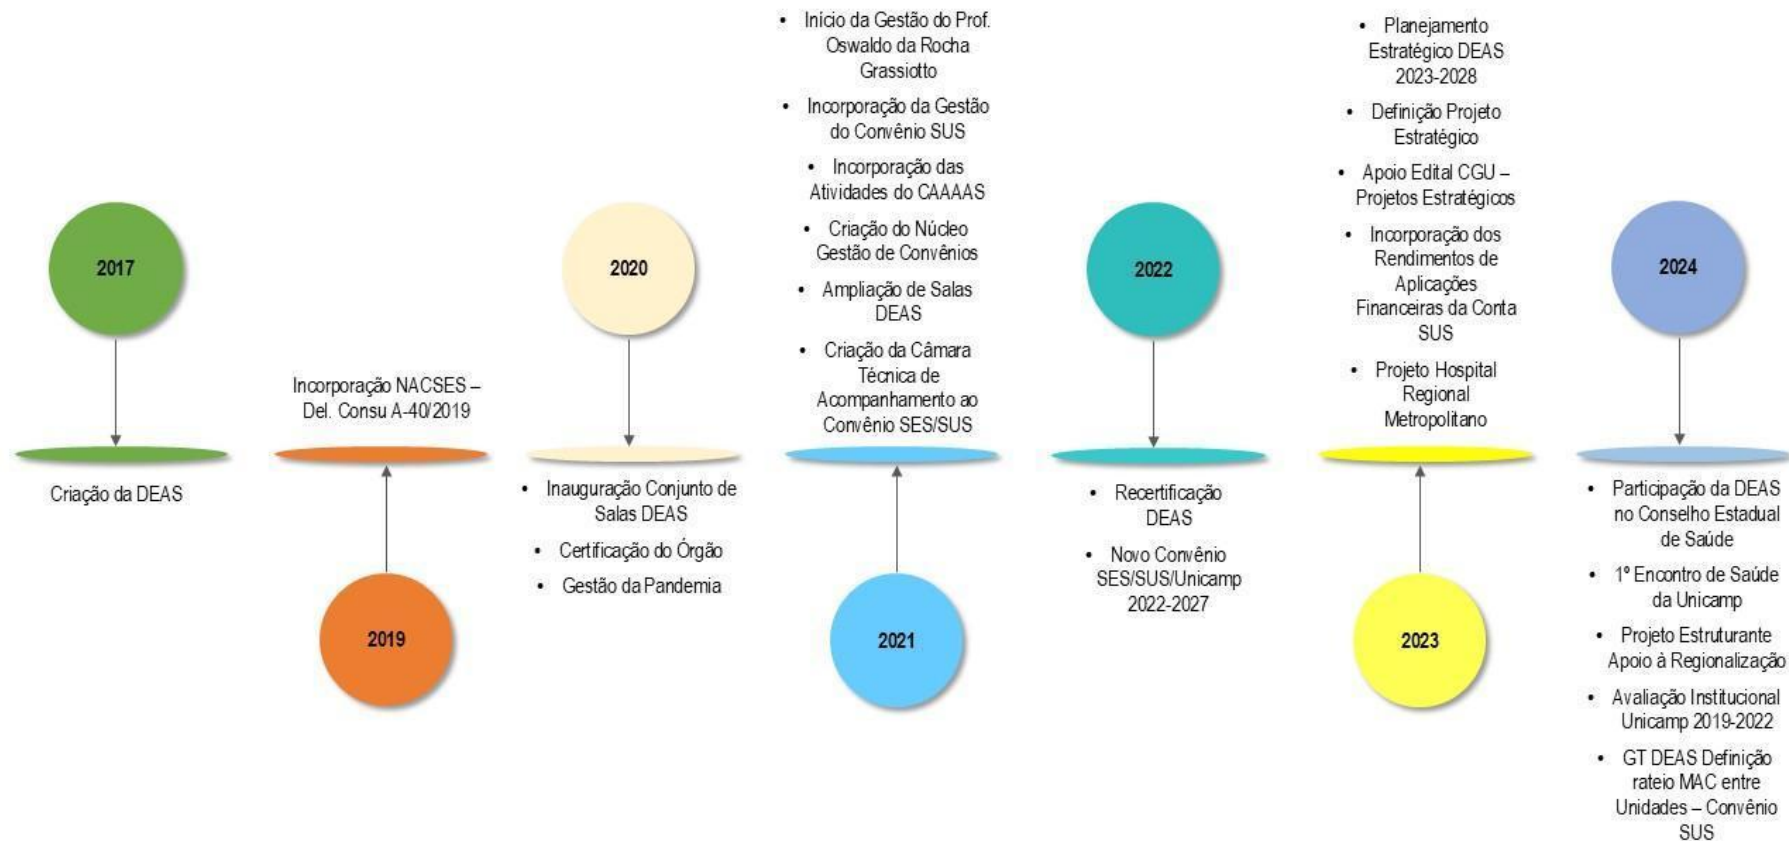 2017
Criação da DEAS
Incorporação NACSES –
Del. Consu A-40/2019
2019
2020
• Inauguração Conjunto de
Salas DEAS
• Certificação do Órgão
• Gestão da Pandemia
• Início da Gestão do Prof.
Oswaldo da Rocha
Grassiotto
• Incorporação da Gestão
do Convênio SUS
• Incorporação das
Atividades do CAAAAS
• Criação do Núcleo
Gestão de Convênios
• Ampliação de Salas
DEAS
• Criação da Câmara
Técnica de
Acompanhamento ao
Convênio SES/SUS
2021
2022
• Recertificação
DEAS
• Novo Convênio
SES/SUS/Unicamp
2022-2027
• Planejamento
Estratégico DEAS
2023-2028
• Definição Projeto
Estratégico
• Apoio Edital CGU –
Projetos Estratégicos
• Incorporação dos
Rendimentos de
Aplicações
Financeiras da Conta
SUS
• Projeto Hospital
Regional
Metropolitano
2023
2024
• Participação da DEAS
no Conselho Estadual
de Saúde
• 1º Encontro de Saúde
da Unicamp
• Projeto Estruturante
Apoio à Regionalização
• Avaliação Institucional
Unicamp 2019-2022
• GT DEAS Definição
rateio MAC entre
Unidades – Convênio
SUS